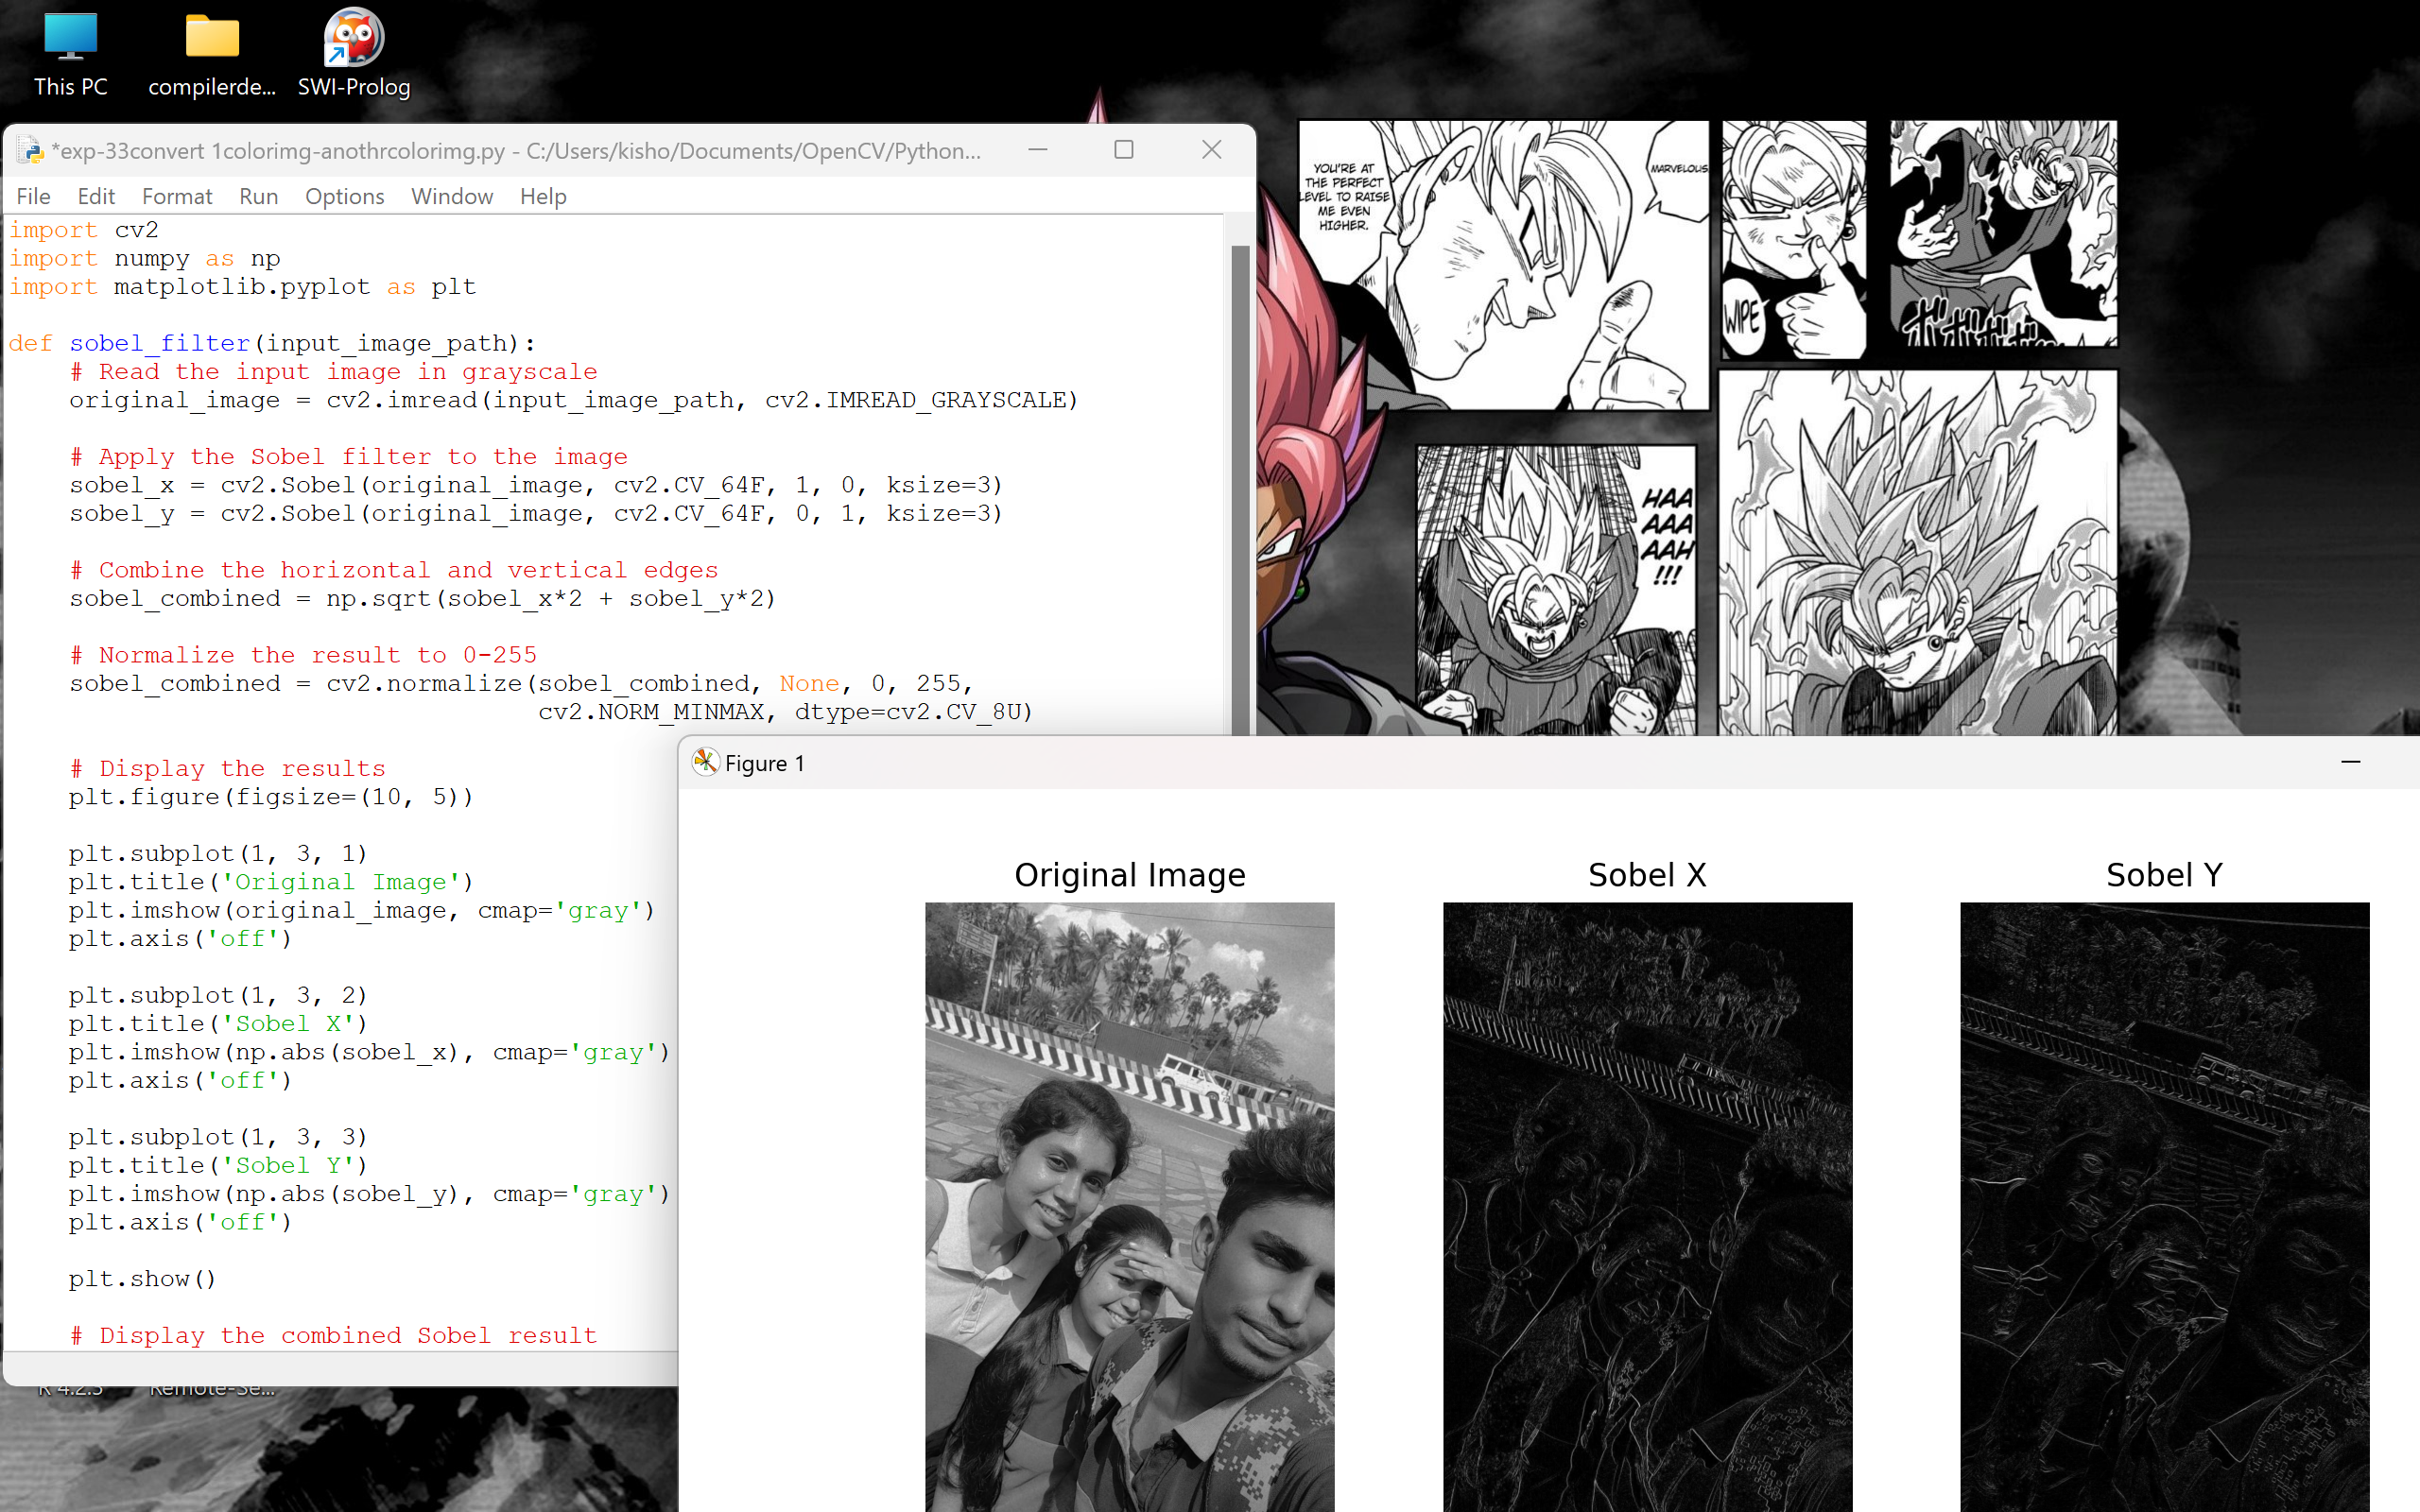 This PC
compilerde...
SWI-Prolog
*exp-33convert 1colorimg-anothrcolorimg.py - C:/Users/kisho/Documents/OpenCV/Python...
File Edit Format Run Options Window Help
import cv2
import numpy as np
import matplotlib.pyplot as plt
def sobel_filter(input_image_path):
# Read the input image in grayscale
original_image = cv2.imread(input_image_path, cv2.IMREAD_GRAYSCALE)
# Apply the Sobel filter to the image
sobel_x = cv2.Sobel(original_image, cv2.CV_64F, 1, 0, ksize=3)
sobel_y = cv2.Sobel(original_image, cv2.CV_64F, 0, 1, ksize=3)
# Combine the horizontal and vertical edges
sobel_combined = np.sqrt(sobel_x*2 + sobel_y*2)
# Normalize the result to 0-255
sobel_combined = cv2.normalize(sobel_combined, None, 0, 255,
cv2.NORM_MINMAX, dtype=cv2.CV_8U)
# Display the results
plt.figure(figsize=(10, 5))
plt.subplot(1, 3, 1)
plt.title('Original Image')
plt.imshow(original_image, cmap='gray')
plt.axis('off')
plt.subplot(1, 3, 2)
plt.title('Sobel X')
plt.imshow(np.abs(sobel_x), cmap='gray')
plt.axis('off')
plt.subplot(1, 3, 3)
plt.title('Sobel Y')
plt.imshow(np.abs(sobel_y), cmap='gray')
plt.axis('off')
plt.show()
# Display the combined Sobel result
R 4.2.3
Remote-Se...
YOU'RE AT
THE PERFECT
LEVEL TO RAISE
ME EVEN
HIGHER.
MARVELOUS
WIPE
HAA
AAA
AAH
!!!
Figure 1
Original Image
Sobel X
Sobel Y